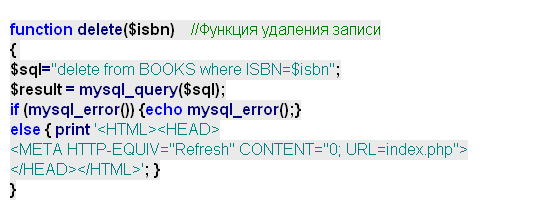 function delete($isbn) //Функция удаления записи
{
$sql="delete from BOOKS where ISBN=$isbn";
$result = mysql_query($sql);
if (mysql_error()) {echo mysql_error();}
else { print '<HTML><HEAD>
<META HTTP-EQUIV="Refresh" CONTENT="0; URL=index.php">
</HEAD></HTML>'; }
}